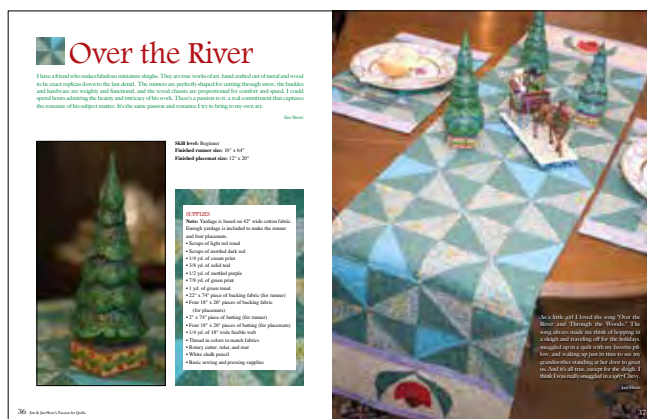 Over the River
I have a friend who makes fabulous miniature sleighs. They are true works of art, hand crafted out of metal and wood
to be exact replicas down to the last detail. The runners are perfectly shaped for cutting through snow, the buckles
and hardware are weighty and functional, and the wood chassis are proportional for comfort and speed. I could
spend hours admiring the beauty and intricacy of his work. There's a passion to it, a real commitment that captures
the romance of his subject matter. It's the same passion and romance I try to bring to my own art.
Jim Shore
Skill level: Beginner
Finished runner size: 16" x 64"
Finished placemat size: 12" x 20"
SUPPLIES
Note: Yardage is based on 42" wide cotton fabric.
Enough yardage is included to make the runner
and four placemats.
• Scraps of light red tonal
• Scraps of mottled dark red
• 1/4 yd. of cream print
• 3/8 yd. of solid teal
• 1/2 yd. of mottled purple
• 7/8 yd. of green print
• 1 yd. of green tonal
• 22" x 74" piece of backing fabric (for runner)
• Four 18" x 26" pieces of backing fabric
(for placemats)
• 2" x 74" piece of batting (for runner)
• Four 18" x 26" pieces of batting (for placemats)
• 1/4 yd. of 18" wide fusible web
• Thread in colors to match fabrics
• Rotary cutter, ruler, and mat
• White chalk pencil
• Basic sewing and pressing supplies
As a little girl I loved the song "Over the
River and Through the Woods." The
song always made me think of hopping in
a sleigh and traveling off for the holidays,
snuggled up in a quilt with my favorite pil-
low, and waking up just in time to see my
grandmother standing at her door to greet
us. And it's all true, except for the sleigh. I
think I was really snuggled in a 1967 Chevy.
Jan Shore
36 Jim & Jan Shore's Passion for Quilts
37